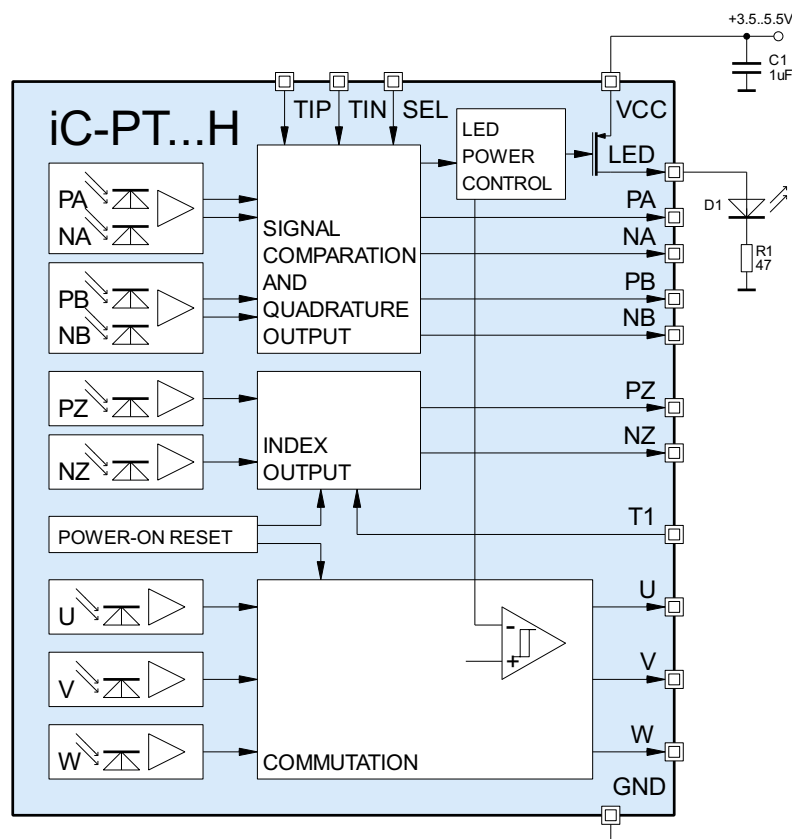 +3.5..5.5V
C1
1uF
iC-PT...H
TIP TIN SEL
VCC
LED
POWER
CONTROL
LED
PA
NA
SIGNAL
COMPARATION
AND
QUADRATURE
OUTPUT
PA
NA
D1
R1
47
PB
NB
PB
NB
PZ
NZ
INDEX
OUTPUT
PZ
NZ
POWER-ON RESET
T1
U
V
W
-
+
COMMUTATION
U
V
W
GND